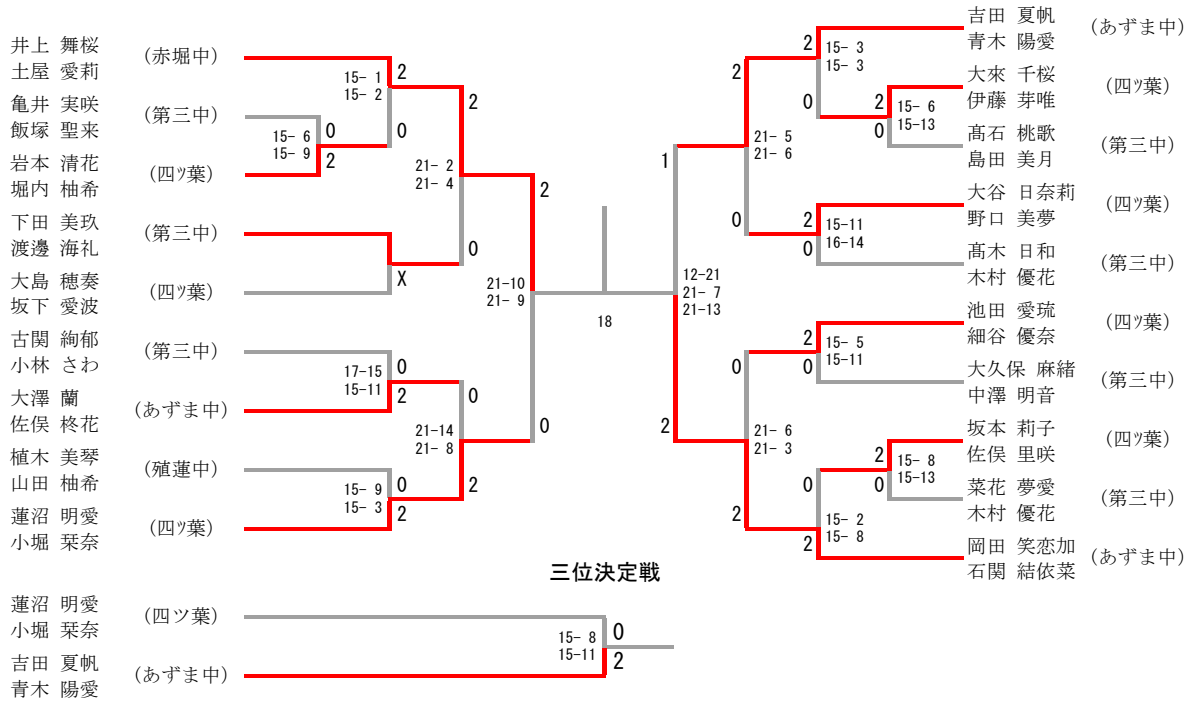 井上 舞桜
土屋 愛莉
(赤堀中)
亀井 実咲
飯塚 聖来
(第三中)
岩本 清花
堀内 柚希
(四ツ葉)
下田 美玖
渡邊 海礼
(第三中)
大島 穂奏
坂下 愛波
(四ツ葉)
古関 絢郁
小林 さわ
(第三中)
大澤 蘭
佐俣 柊花
(あずま中)
植木 美琴
山田 柚希
(殖蓮中)
蓮沼 明愛
小堀 栞奈
(四ツ葉)
15- 6
15- 9
0
2
15- 1
15- 2
2
0
X
17-15
15-11
0
2
15- 9
15- 3
0
2
21- 2
21- 4
2
0
21-14
21- 8
0
2
21-10
21- 9
2
0
18
12-21
21- 7
21-13
1
2
21- 5
21- 6
2
0
21- 6
21- 3
0
2
15- 3
15- 3
2
0
15- 6
15-13
2
0
15-11
16-14
2
0
15- 5
15-11
2
0
15- 8
15-13
2
0
15- 2
15- 8
0
2
吉田 夏帆
青木 陽愛
(あずま中)
大來 千桜
伊藤 芽唯
(四ツ葉)
髙石 桃歌
島田 美月
(第三中)
大谷 日奈莉
野口 美夢
(四ツ葉)
髙木 日和
木村 優花
(第三中)
池田 愛琉
細谷 優奈
(四ツ葉)
大久保 麻緒
中澤 明音
(第三中)
坂本 莉子
佐俣 里咲
(四ツ葉)
菜花 夢愛
木村 優花
(第三中)
岡田 笑恋加
石関 結依菜
(あずま中)
三位決定戦
蓮沼 明愛
小堀 栞奈
(四ツ葉)
吉田 夏帆
青木 陽愛
(あずま中)
15- 8
15-11
0
2